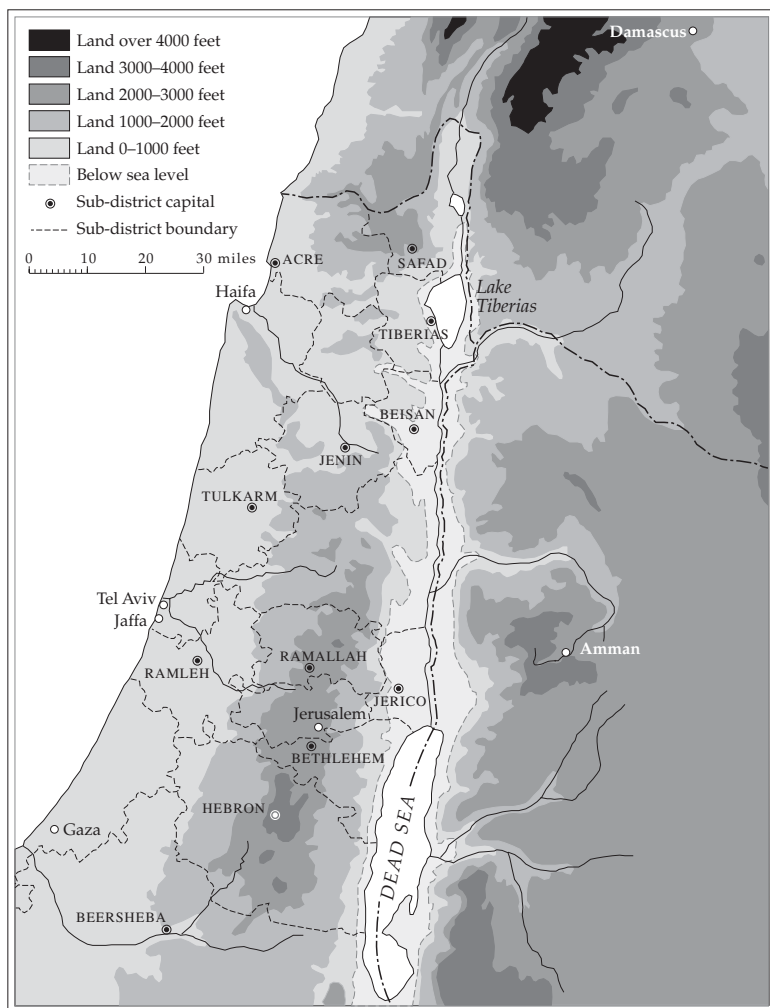 Land over 4000 feet
Land 3000–4000 feet
Land 2000–3000 feet
Land 1000–2000 feet
Land 0–1000 feet
Below sea level
Sub-district capital
Sub-district boundary
0 10 20 30 miles
Damascus
ACRE
SAFAD
Haifa
Lake
Tiberias
TIBERIAS
BEISAN
JENIN
TULKARM
Tel Aviv
Jaffa
RAMALLAH
Amman
RAMLEH
JERICO
Jerusalem
BETHLEHEM
HEBRON
DEAD SEA
Gaza
BEERSHEBA